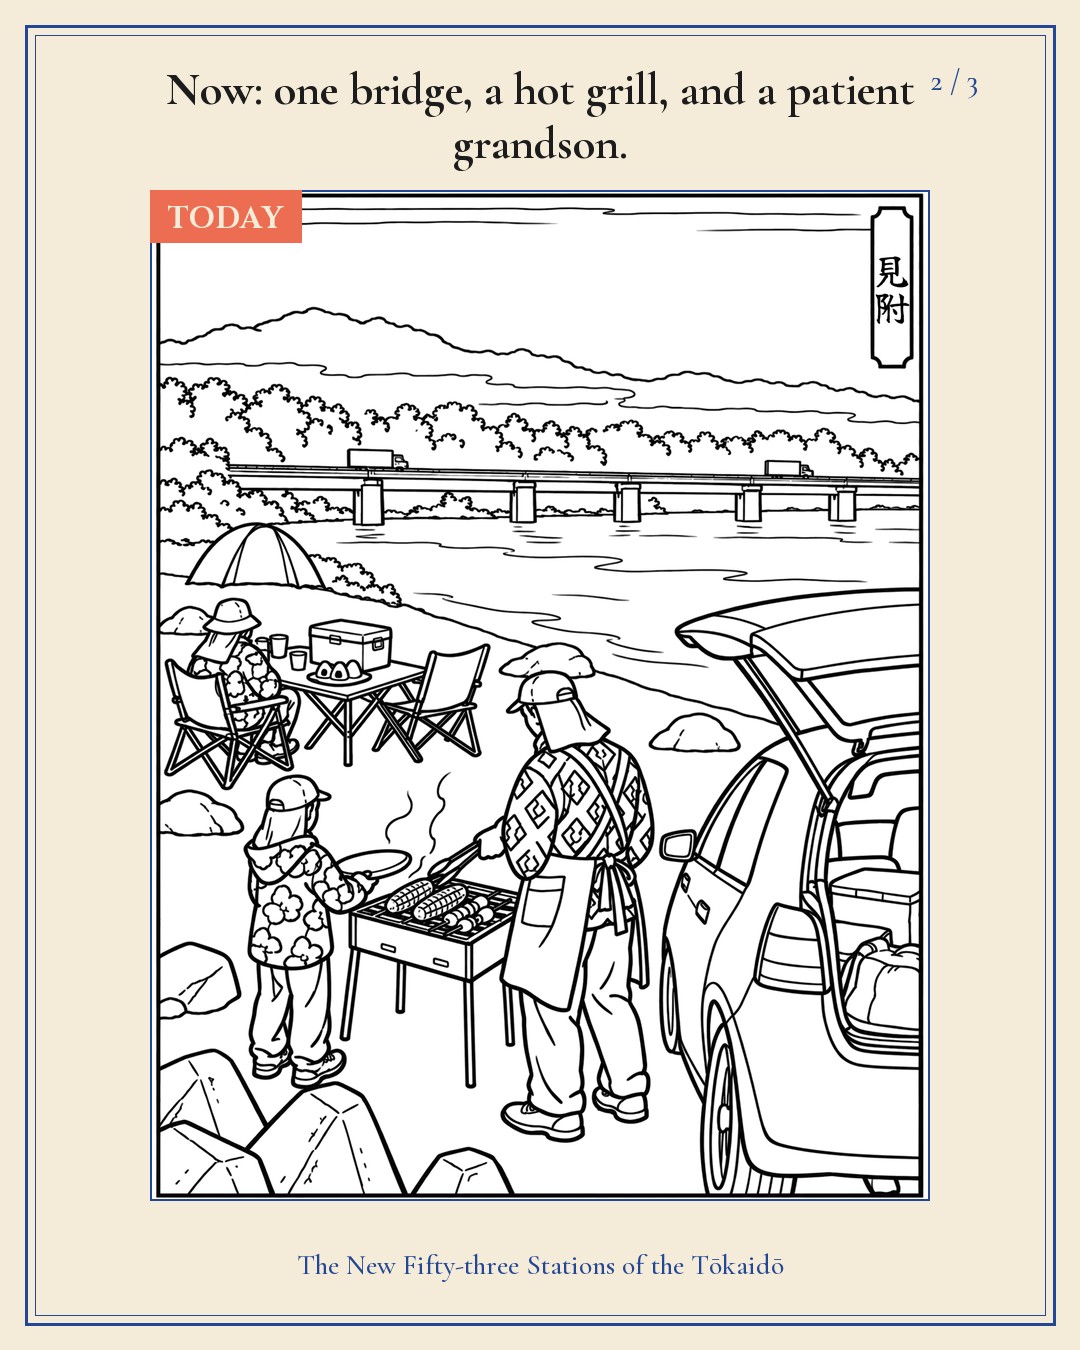 Now: one bridge, a hot grill, and a patient
grandson.
2 / 3
TODAY
見附
The New Fifty-three Stations of the Tōkaidō